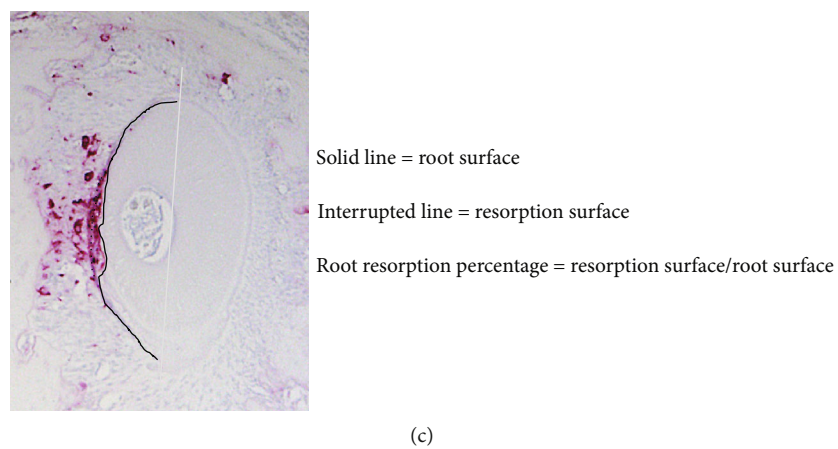 Solid line = root surface
Interrupted line = resorption surface
Root resorption percentage = resorption surface/root surface
(c)